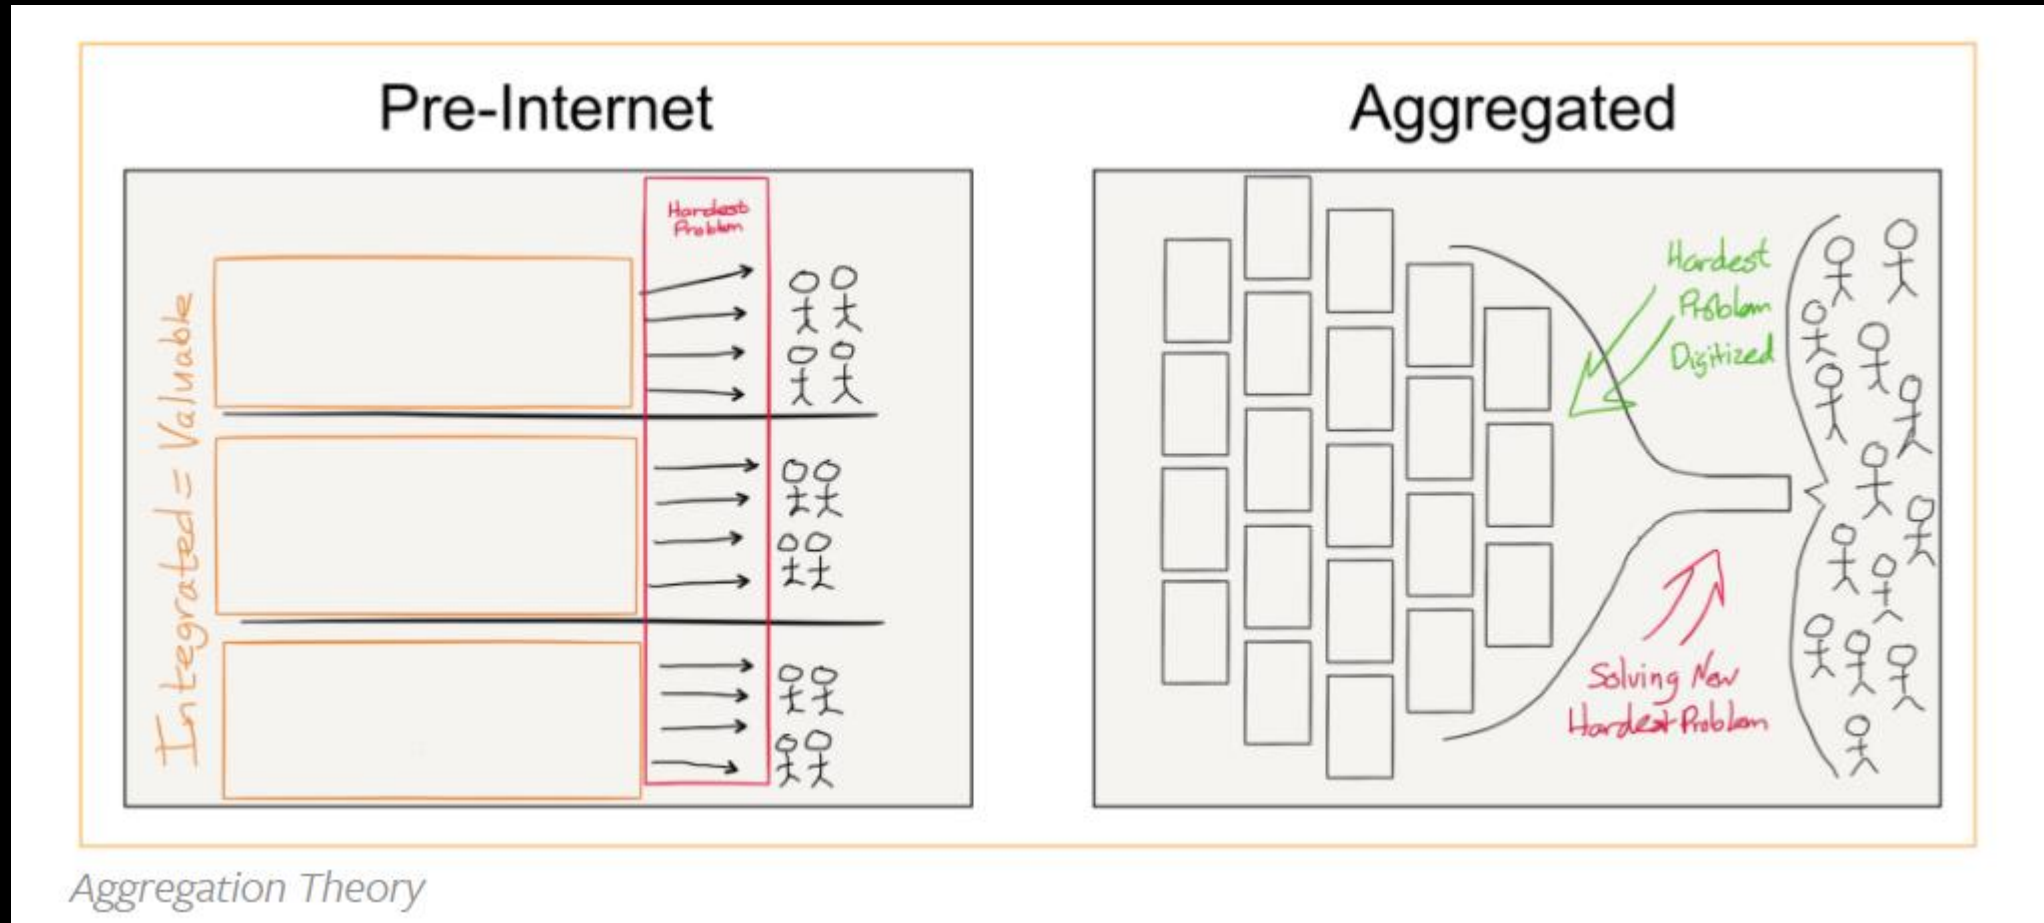 Pre-Internet
Aggregated
Integrated = Valuable
Hardest
Problem
Hardest
Problem
Digitized
Solving New
Hardest Problem
Aggregation Theory